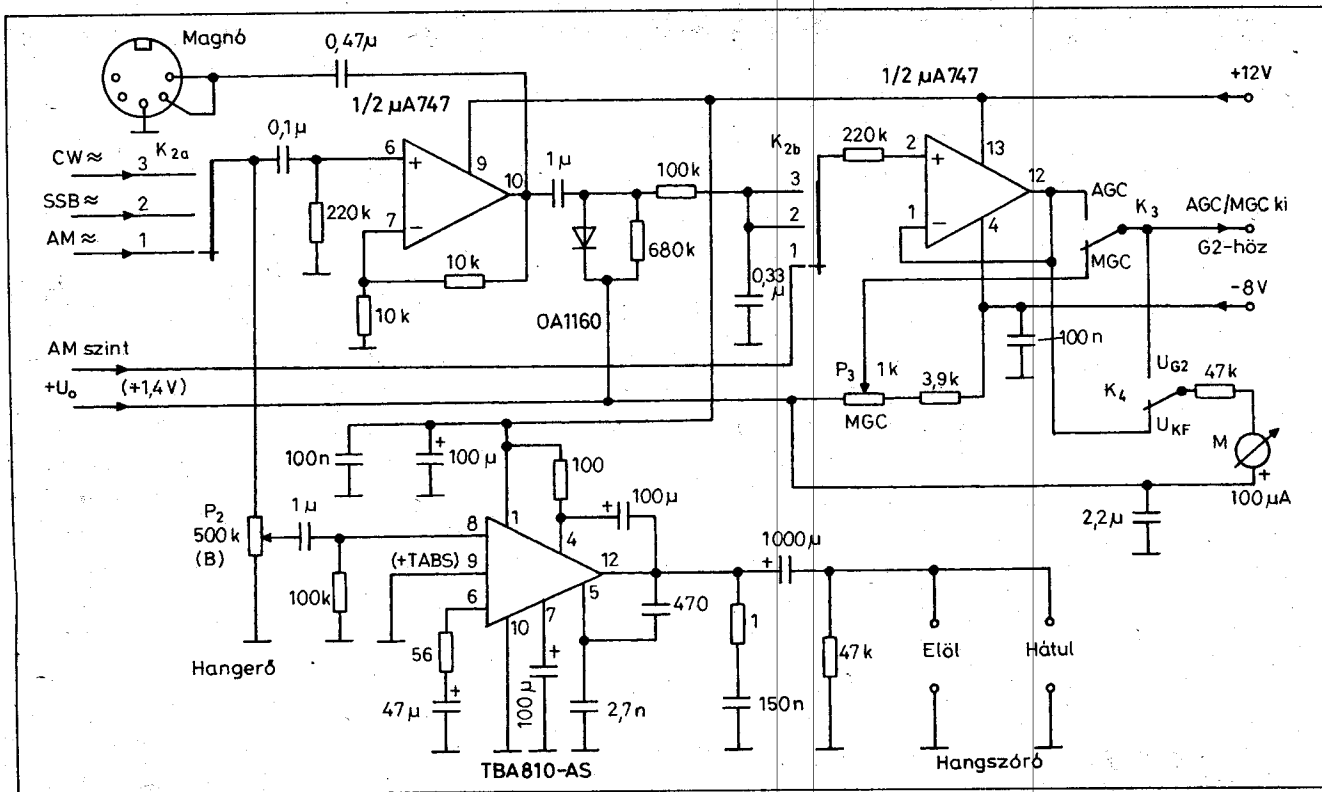 Magnó
0,47µ
1/2 µA747
1/2 µA747
+12V
0,1µ
K2a
CW≈ 3
SSB≈ 2
AM≈ 1
6
+
7
−
9
10
220k
10k
10k
1µ
100k
680k
OA1160
0,33
µ
K2b
3
2
1
220k
2
+
1
−
13
12
4
AGC
K3
MGC
AGC/MGC ki
G2-höz
-8V
100n
AM szint
+U₀ (+1,4V)
P3
1k
3,9k
MGC
UG2
47k
K4
UKF
M
+
100µA
2,2µ
100n
+
100µ
100
+
100µ
P2
500k
(B)
1µ
100k
Hangerő
8
(+TABS) 9
6
1
4
12
5
7
10
56
47µ
+
100µ
+
2,7n
470
TBA810-AS
1000µ
+
1
150n
47k
Elöl
Hátul
Hangszóró